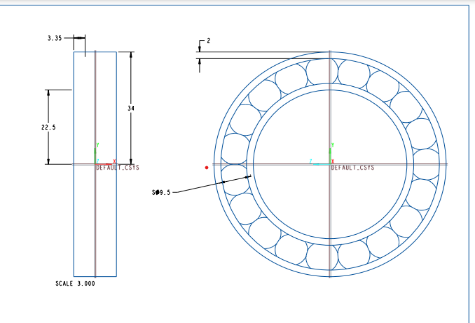 3.35
2
34
22.5
Y
Z X
DEFAULT_CSYS
Y
Z
DEFAULT_CSYS
SØ9.5
SCALE 3.000